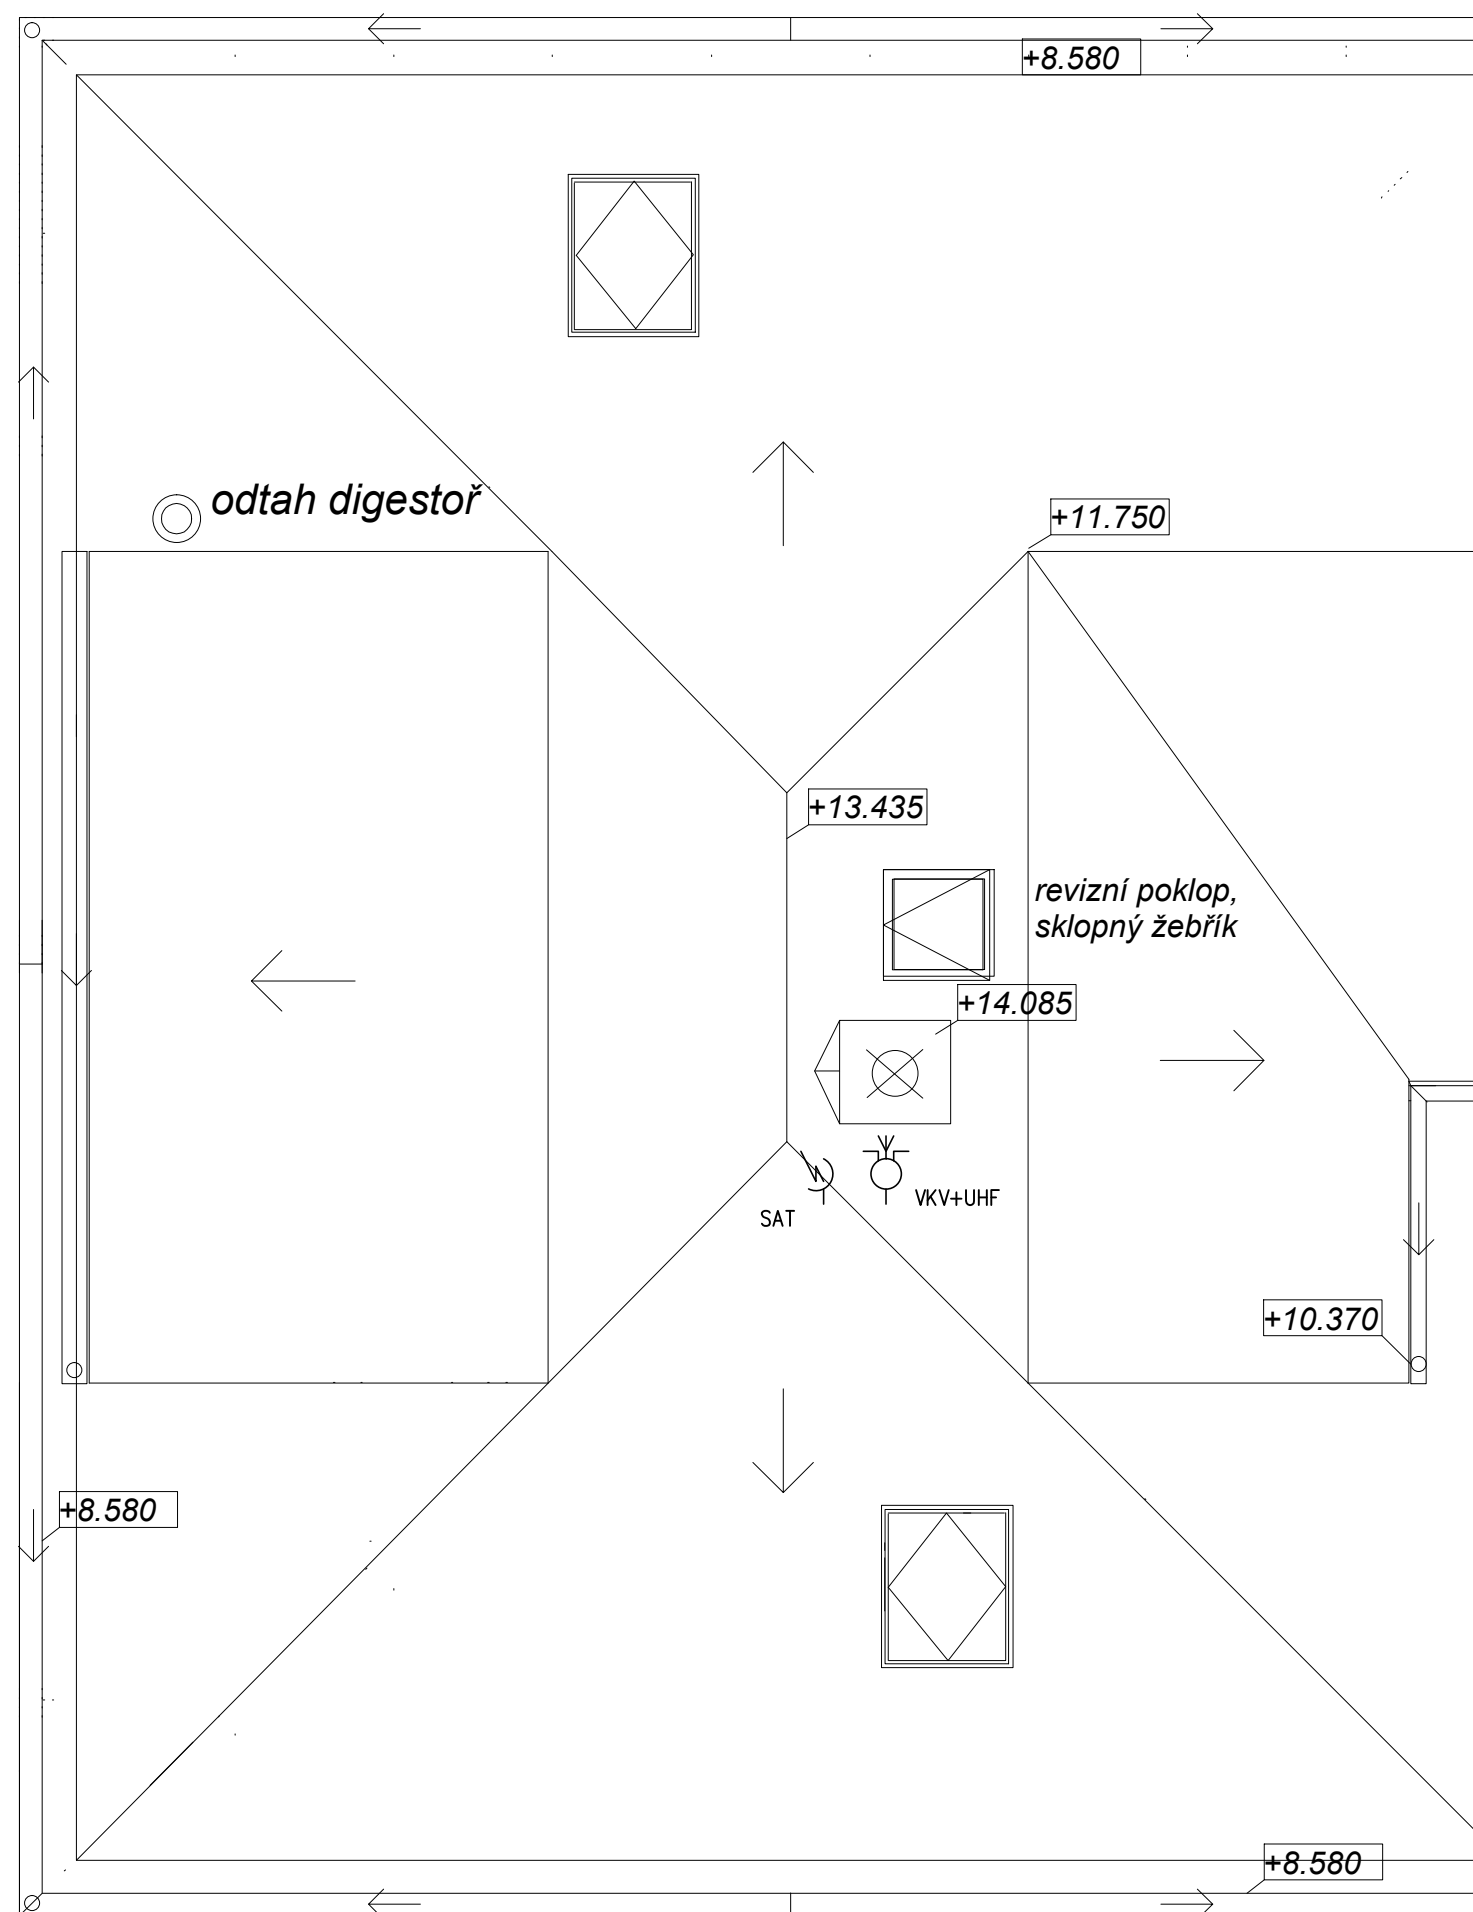 +8.580
odtah digestoř
+11.750
+13.435
revizní poklop,
sklopný žebřík
+14.085
VKV+UHF
SAT
+10.370
+8.580
+8.580